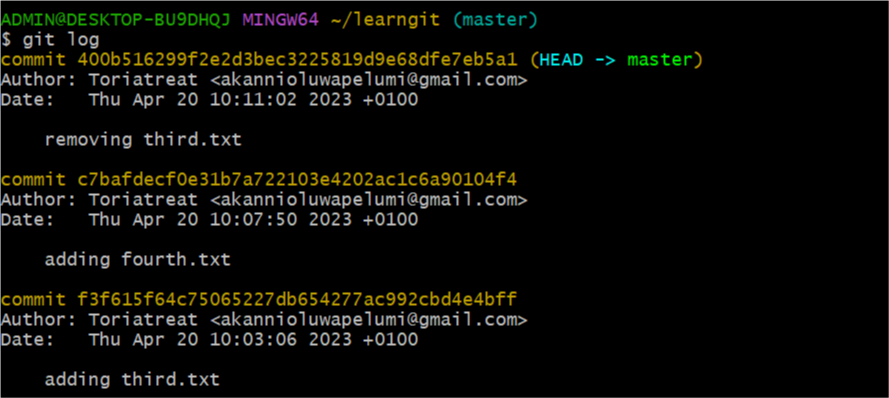 ADMIN@DESKTOP-BU9DHQJ MINGW64 ~/learngit (master)
$ git log
commit 400b516299f2e2d3bec3225819d9e68dfe7eb5a1 (HEAD -> master)
Author: Toriatreat <akannioluwapelumi@gmail.com>
Date:   Thu Apr 20 10:11:02 2023 +0100
removing third.txt
commit c7bafdecf0e31b7a722103e4202ac1c6a90104f4
Author: Toriatreat <akannioluwapelumi@gmail.com>
Date:   Thu Apr 20 10:07:50 2023 +0100
adding fourth.txt
commit f3f615f64c75065227db654277ac992cbd4e4bff
Author: Toriatreat <akannioluwapelumi@gmail.com>
Date:   Thu Apr 20 10:03:06 2023 +0100
adding third.txt